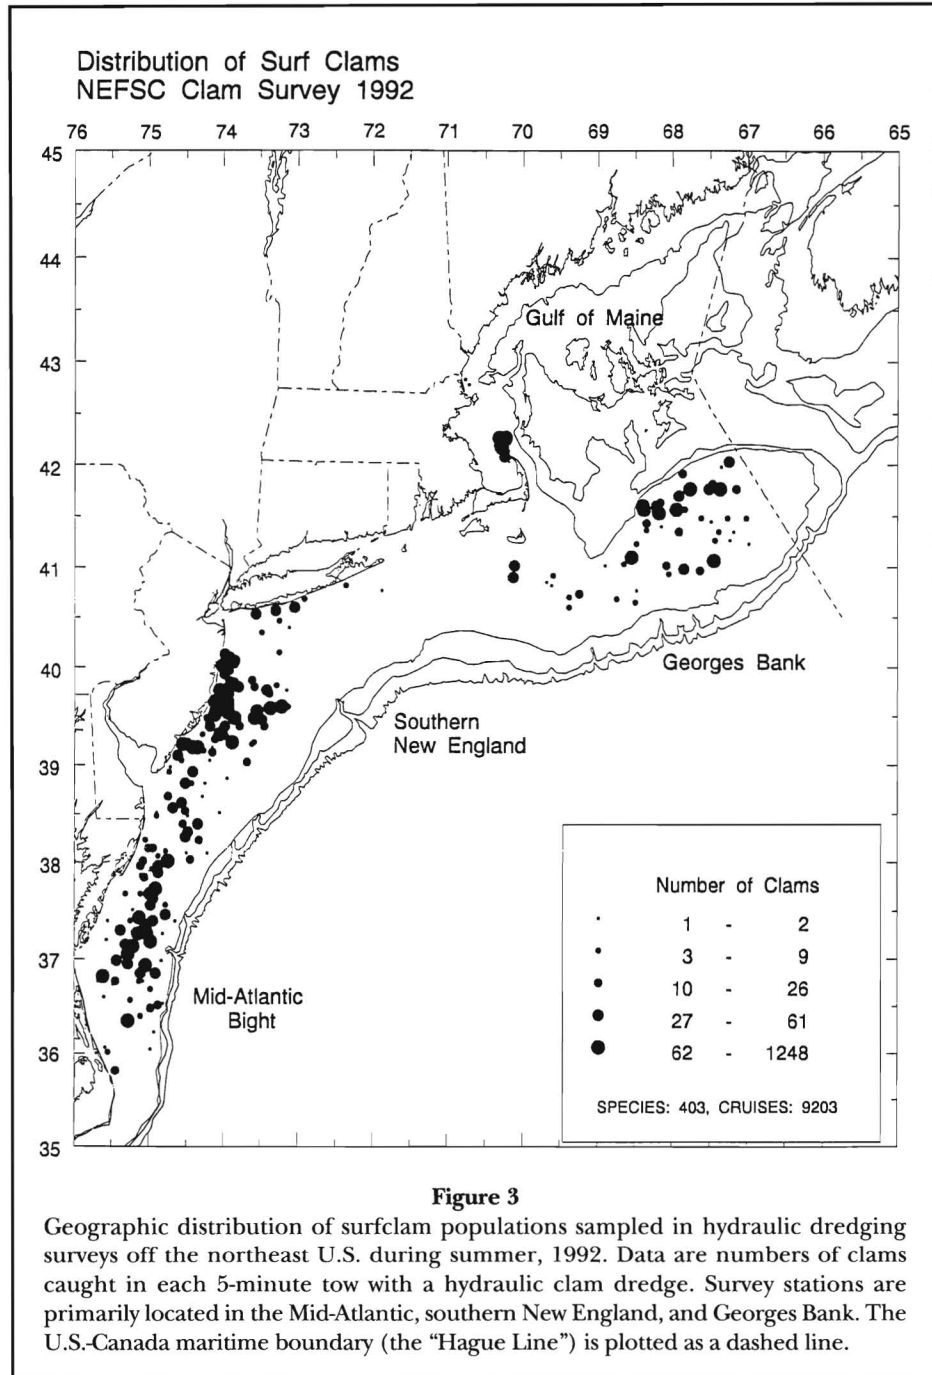 Distribution of Surf Clams
NEFSC Clam Survey 1992
76 75 74 73 72 71 70 69 68 67 66 65
45
44
Gulf of Maine
43
42
41
40
Georges Bank
Southern
New England
39
38
Number of Clams
1 - 2
3 - 9
37
10 - 26
Mid-Atlantic
Bight
27 - 61
36
62 - 1248
SPECIES: 403, CRUISES: 9203
35
Figure 3
Geographic distribution of surfclam populations sampled in hydraulic dredging
surveys off the northeast U.S. during summer, 1992. Data are numbers of clams
caught in each 5-minute tow with a hydraulic clam dredge. Survey stations are
primarily located in the Mid-Atlantic, southern New England, and Georges Bank. The
U.S.-Canada maritime boundary (the “Hague Line”) is plotted as a dashed line.